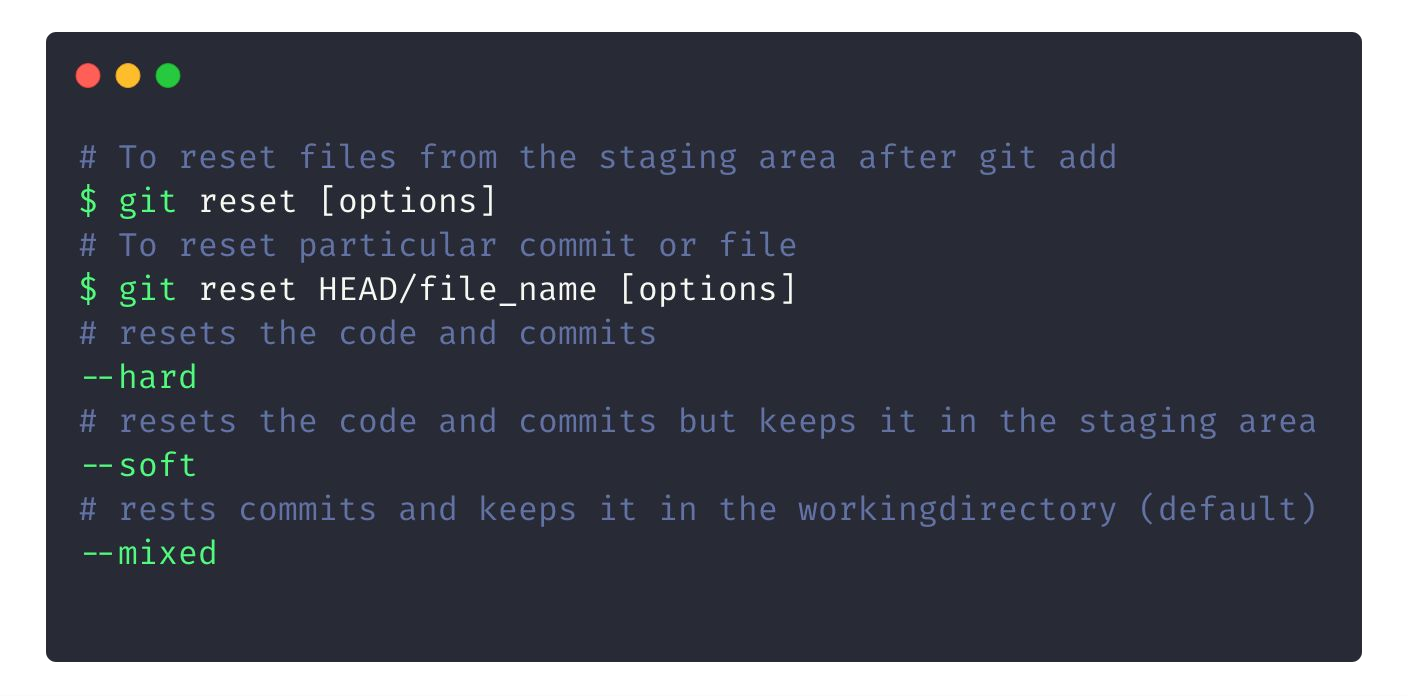 # To reset files from the staging area after git add
$ git reset [options]
# To reset particular commit or file
$ git reset HEAD/file_name [options]
# resets the code and commits
--hard
# resets the code and commits but keeps it in the staging area
--soft
# rests commits and keeps it in the workingdirectory (default)
--mixed